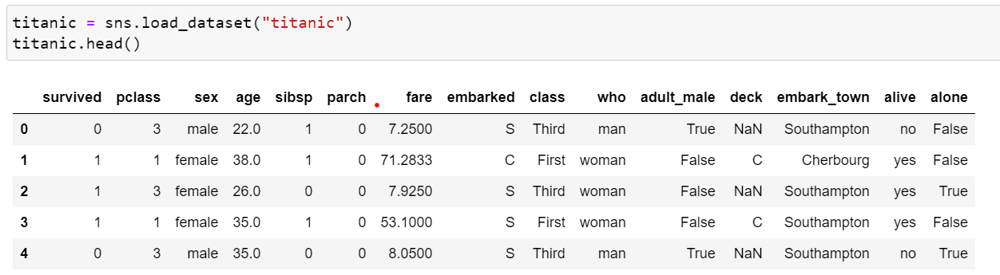 titanic = sns.load_dataset("titanic")
titanic.head()
survived pclass sex age sibsp parch fare embarked class who adult_male deck embark_town alive alone
0 0 3 male 22.0 1 0 7.2500 S Third man True NaN Southampton no False
1 1 1 female 38.0 1 0 71.2833 C First woman False C Cherbourg yes False
2 1 3 female 26.0 0 0 7.9250 S Third woman False NaN Southampton yes True
3 1 1 female 35.0 1 0 53.1000 S First woman False C Southampton yes False
4 0 3 male 35.0 0 0 8.0500 S Third man True NaN Southampton no True